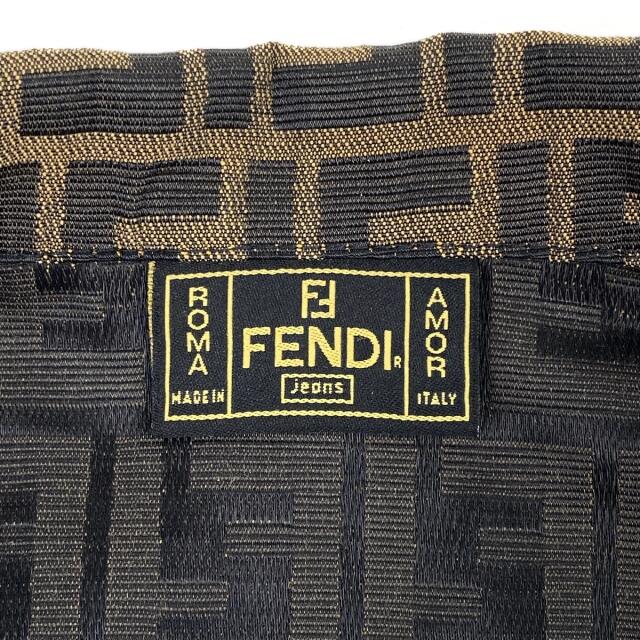 ROMA
MADE IN
FF
FENDI®
jeans
AMOR
ITALY